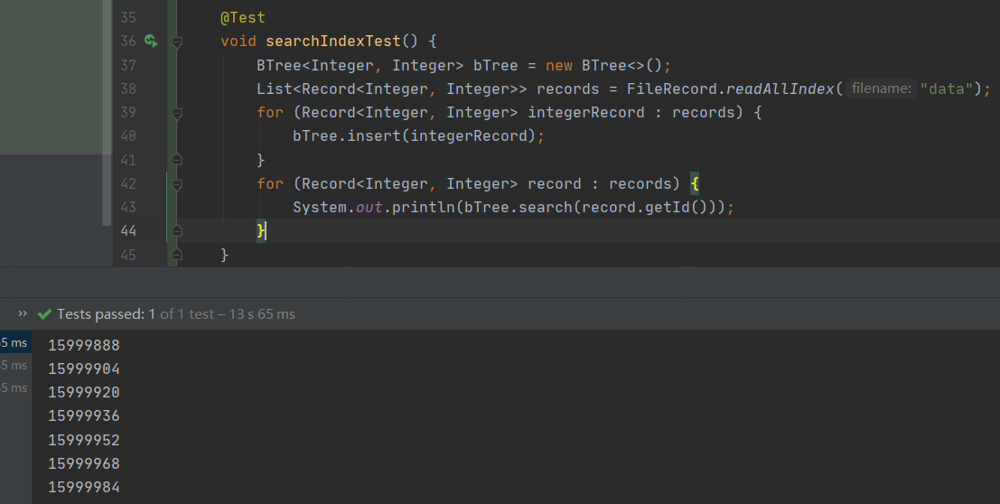 35 @Test
36 void searchIndexTest() {
37 BTree<Integer, Integer> bTree = new BTree<>();
38 List<Record<Integer, Integer>> records = FileRecord.readAllIndex( filename: "data");
39 for (Record<Integer, Integer> integerRecord : records) {
40 bTree.insert(integerRecord);
41 }
42 for (Record<Integer, Integer> record : records) {
43 System.out.println(bTree.search(record.getId()));
44 }
45 }
» Tests passed: 1 of 1 test – 13 s 65 ms
5 ms 15999888
5 ms 15999904
5 ms 15999920
15999936
15999952
15999968
15999984